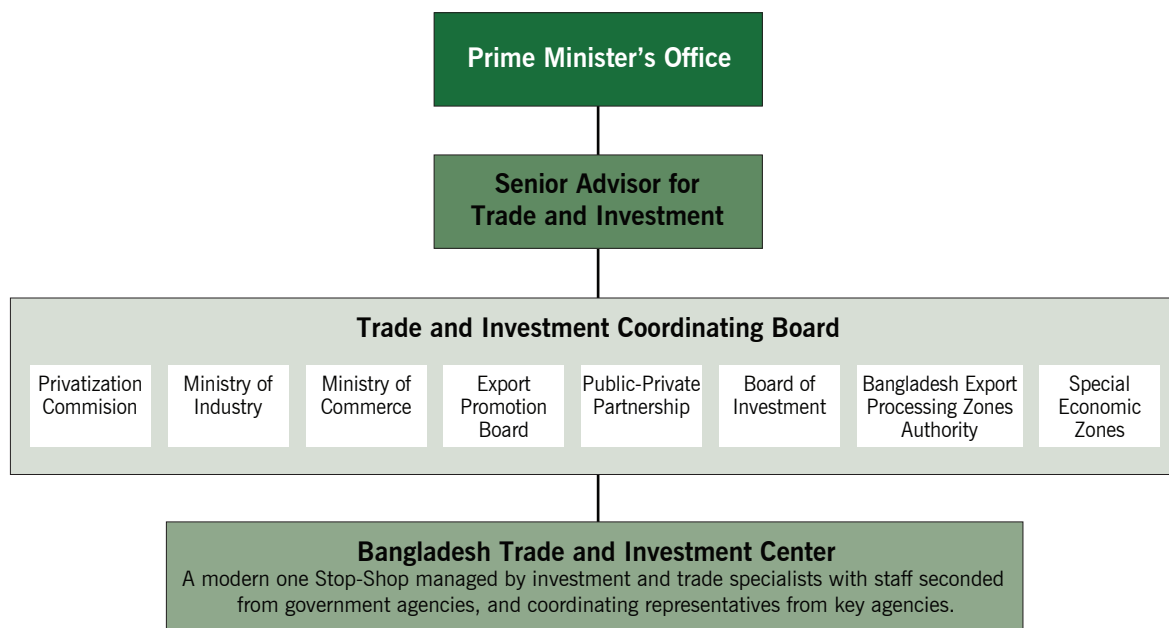 Prime Minister’s Office
Senior Advisor for
Trade and Investment
Trade and Investment Coordinating Board
Privatization
Commision
Ministry of
Industry
Ministry of
Commerce
Export
Promotion
Board
Public-Private
Partnership
Board of
Investment
Bangladesh Export
Processing Zones
Authority
Special
Economic
Zones
Bangladesh Trade and Investment Center
A modern one Stop-Shop managed by investment and trade specialists with staff seconded
from government agencies, and coordinating representatives from key agencies.